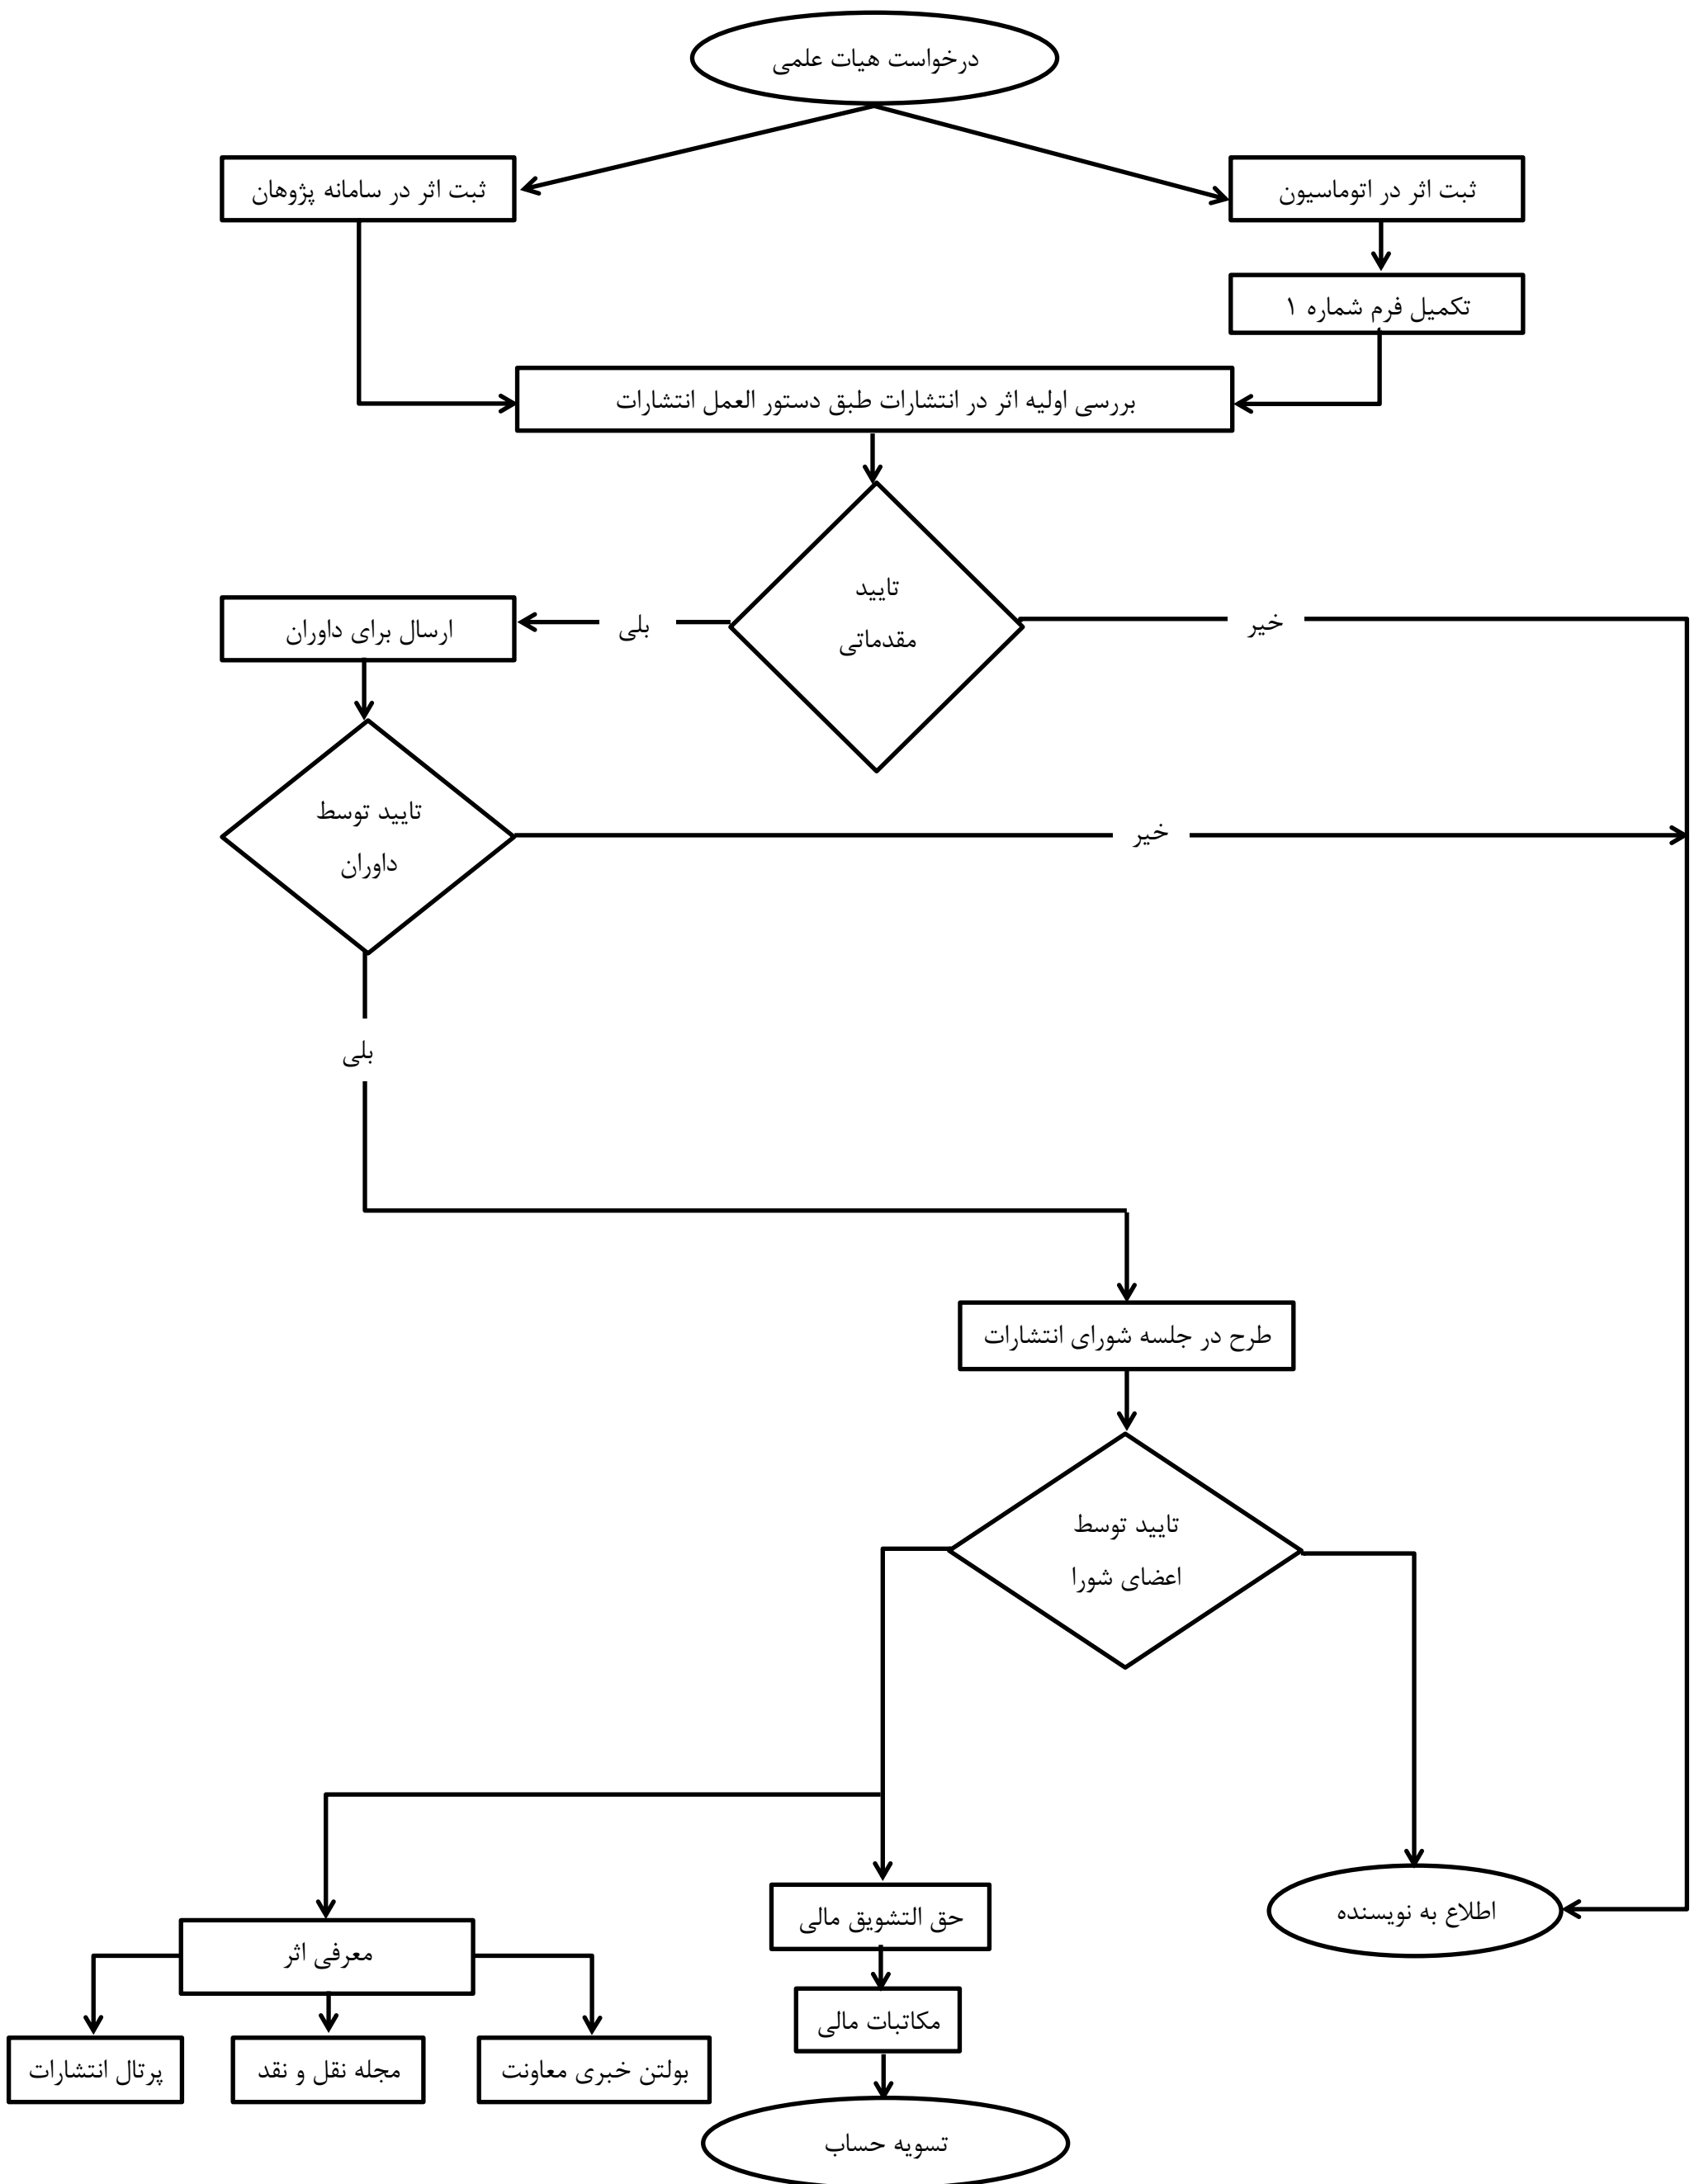 درخواست هیات علمی
ثبت اثر در اتوماسیون
ثبت اثر در سامانه پژوهان
تکمیل فرم شماره ۱
بررسی اولیه اثر در انتشارات طبق دستور العمل انتشارات
تایید
مقدماتی
خیر
بلی
ارسال برای داوران
تایید توسط
داوران
خیر
بلی
طرح در جلسه شورای انتشارات
تایید توسط
اعضای شورا
اطلاع به نویسنده
حق التشویق مالی
معرفی اثر
مکاتبات مالی
بولتن خبری معاونت
مجله نقل و نقد
پرتال انتشارات
تسویه حساب